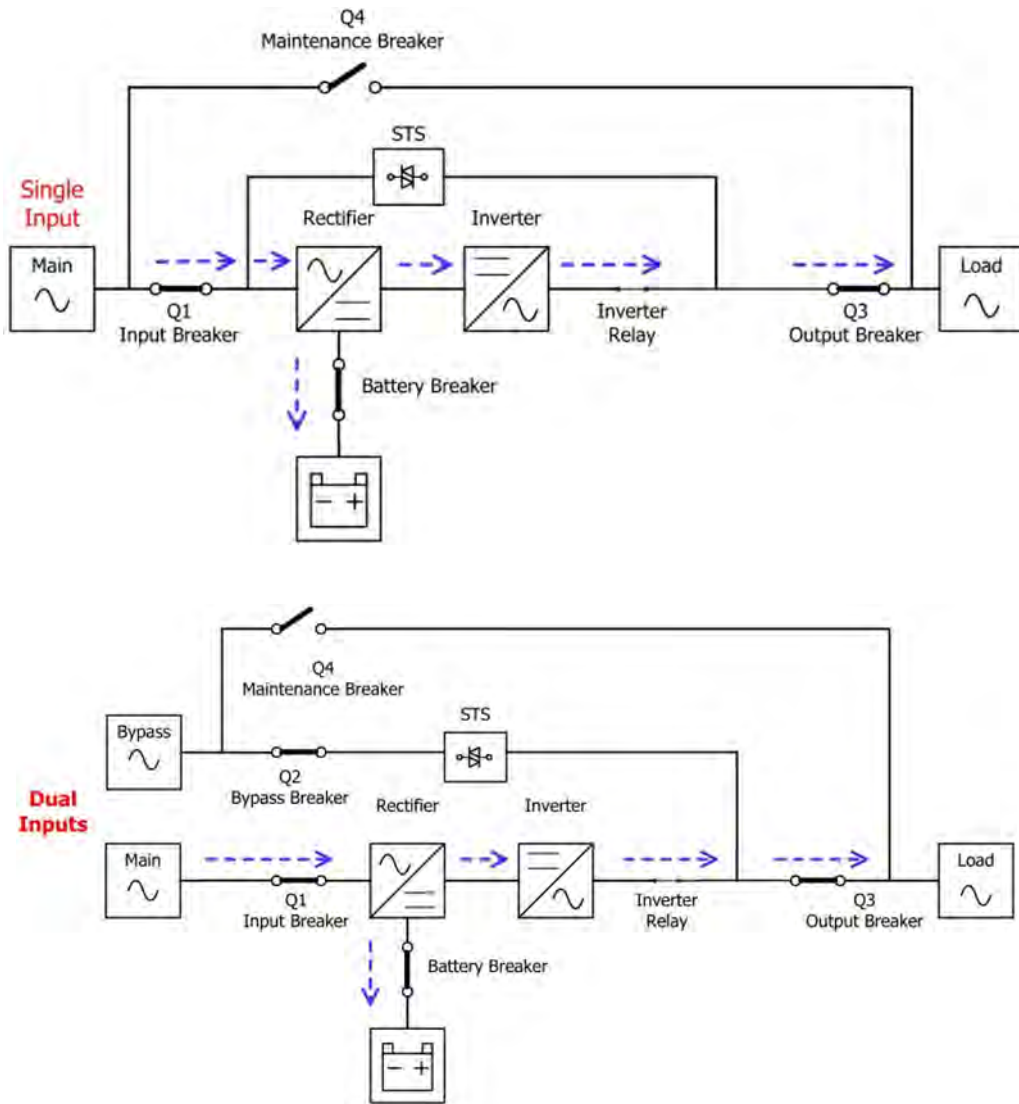 Q4
Maintenance Breaker
STS
Single
Input
Rectifier
Inverter
Main
Load
Q1
Input Breaker
Inverter
Relay
Q3
Output Breaker
Battery Breaker
Q4
Maintenance Breaker
Bypass
STS
Q2
Bypass Breaker
Dual
Inputs
Rectifier
Inverter
Main
Load
Q1
Input Breaker
Inverter
Relay
Q3
Output Breaker
Battery Breaker